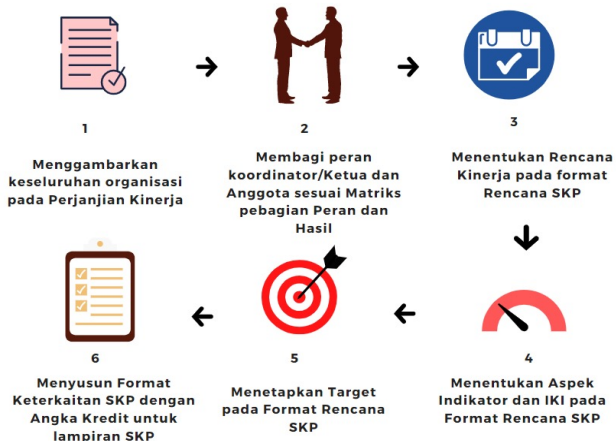 1
Menggambarkan
keseluruhan organisasi
pada Perjanjian Kinerja
2
Membagi peran
koordinator/Ketua dan
Anggota sesuai Matriks
pebagian Peran dan
Hasil
3
Menentukan Rencana
Kinerja pada format
Rencana SKP
4
Menentukan Aspek
Indikator dan IKI pada
Format Rencana SKP
5
Menetapkan Target
pada Format Rencana
SKP
6
Menyusun Format
Keterkaitan SKP dengan
Angka Kredit untuk
lampiran SKP